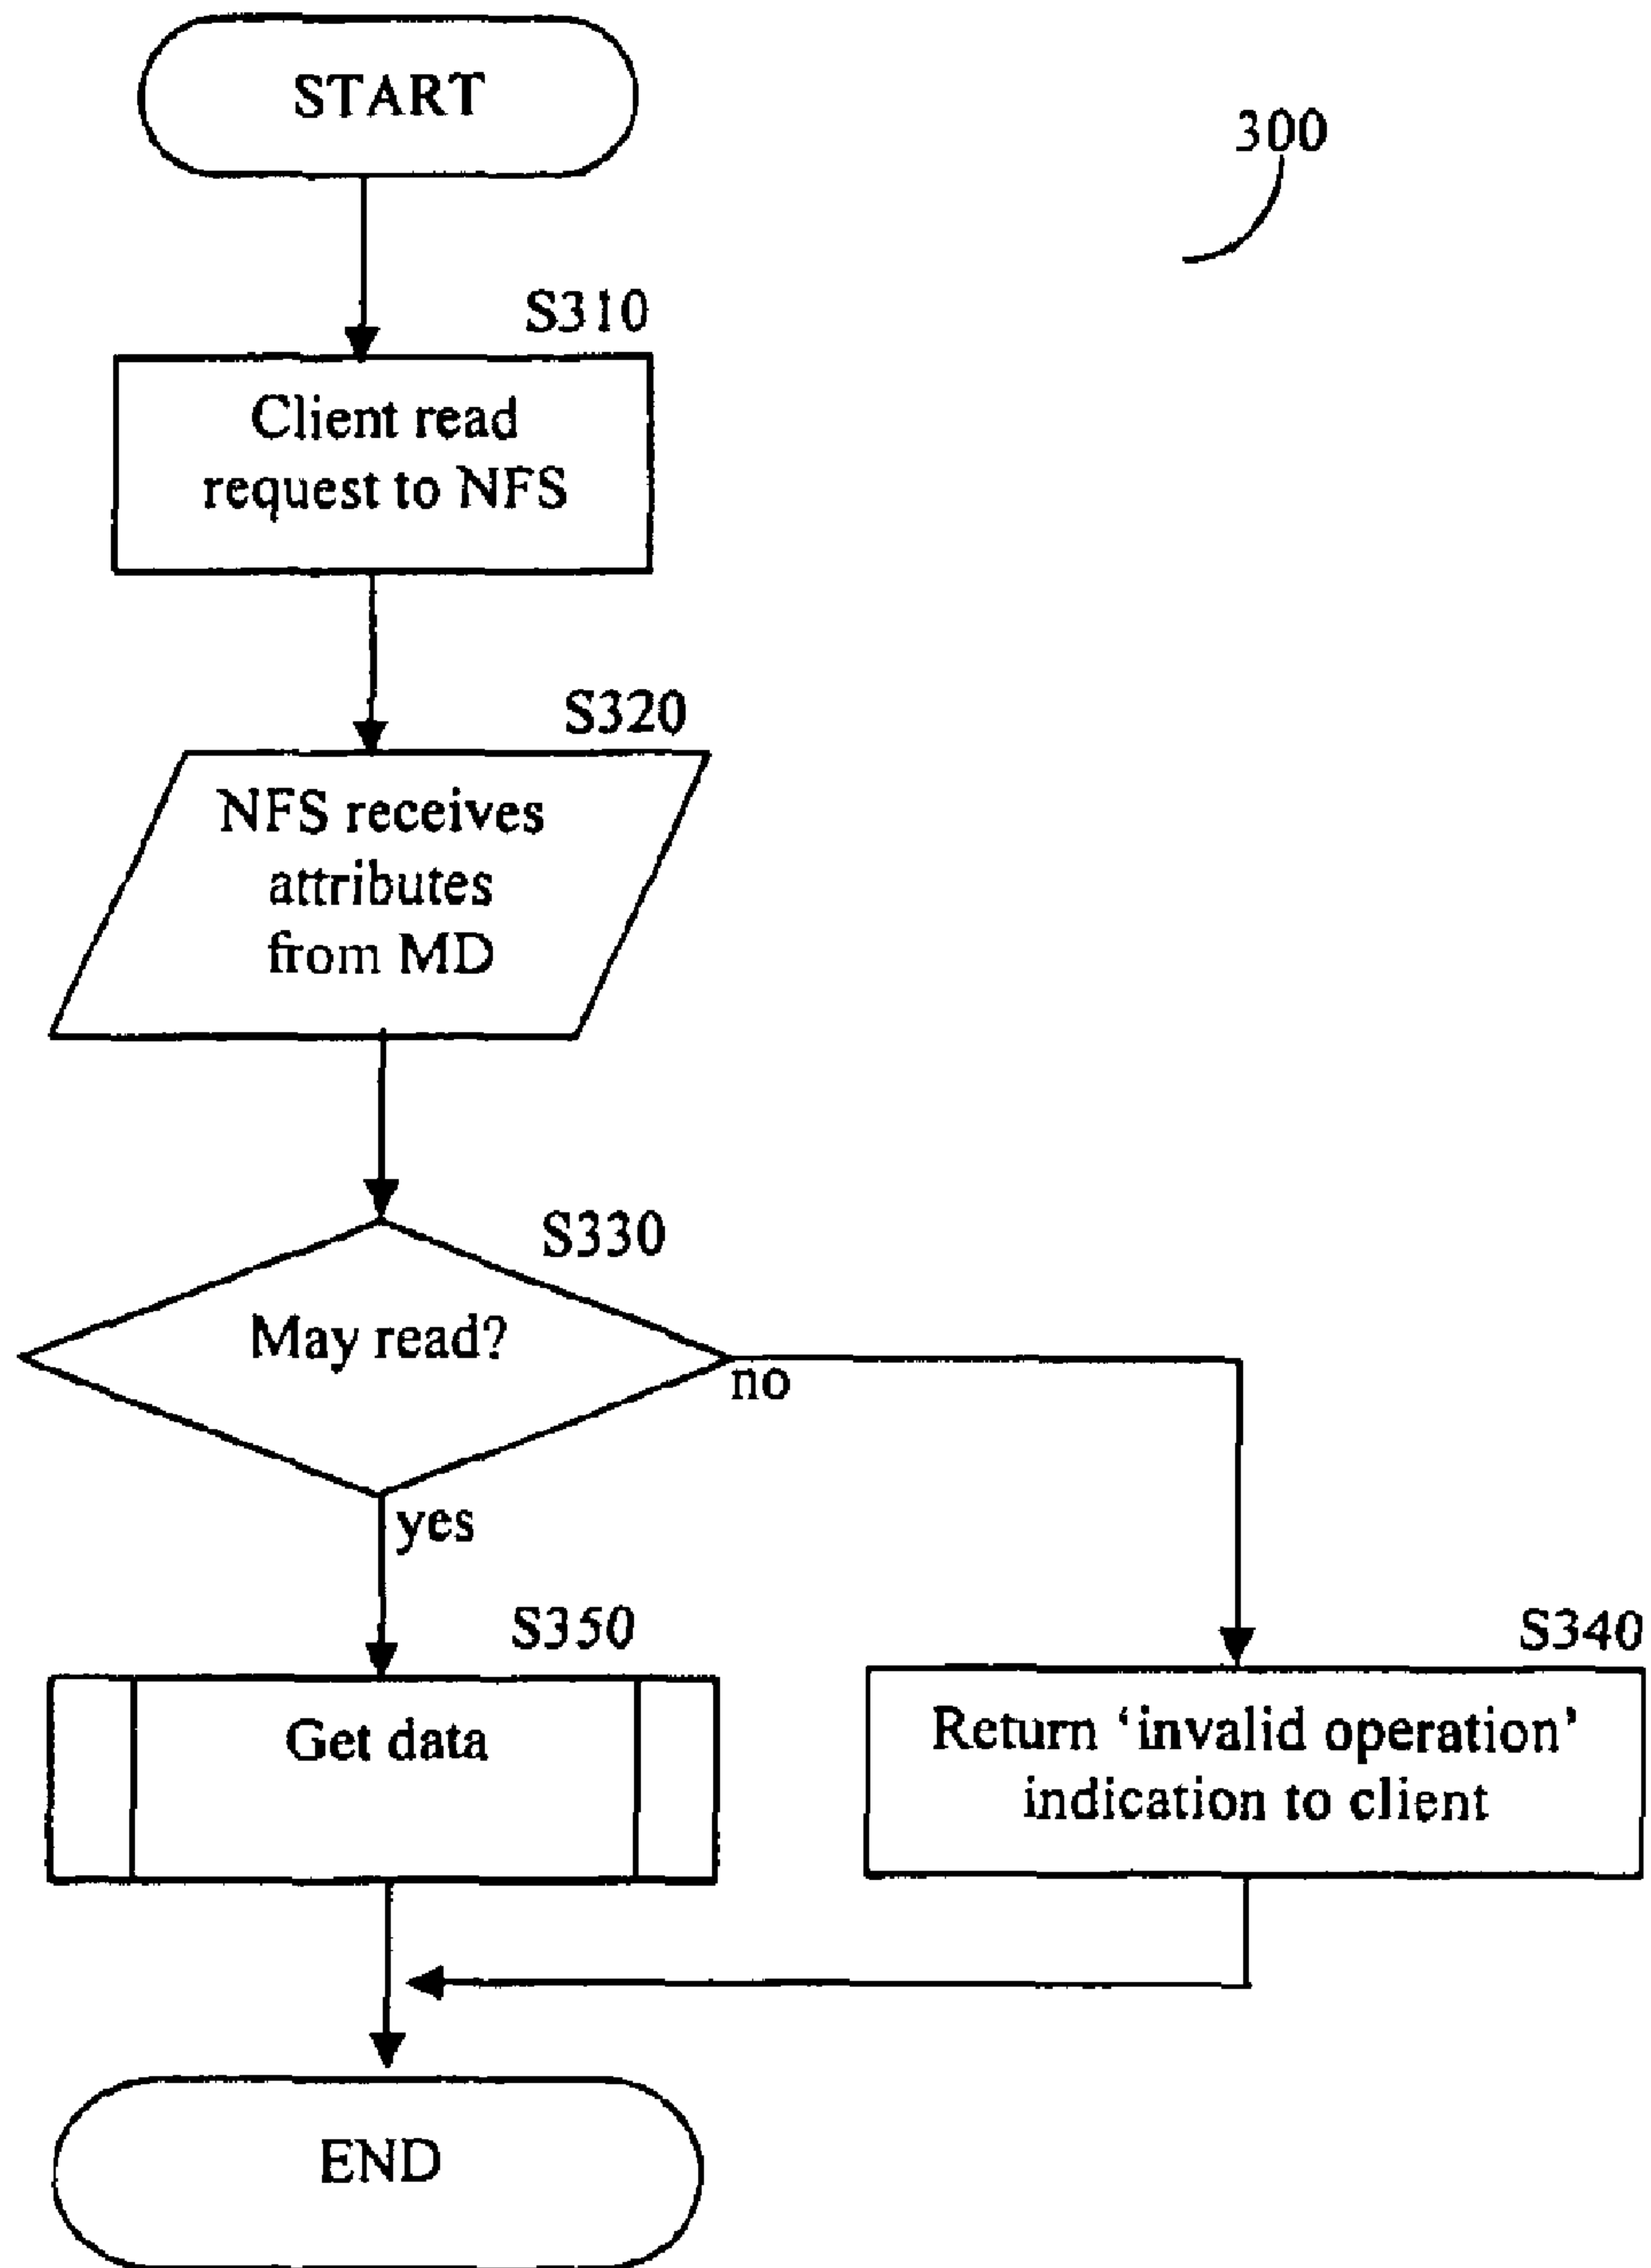 START
300
S310
Client read
request to NFS
S320
NFS receives
attributes
from MD
S330
May read?
no
yes
S350
Get data
S340
Return ‘invalid operation’
indication to client
END